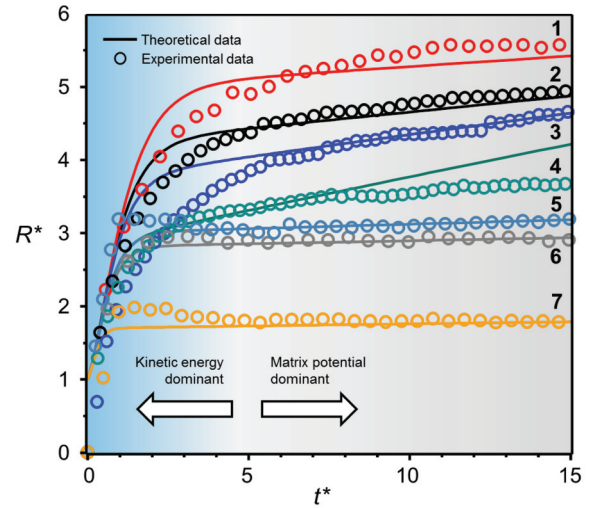 6
5
4
3
2
1
0
R*
Theoretical data
Experimental data
1
2
3
4
5
6
7
Kinetic energy
dominant
Matrix potential
dominant
0
5
10
15
t*